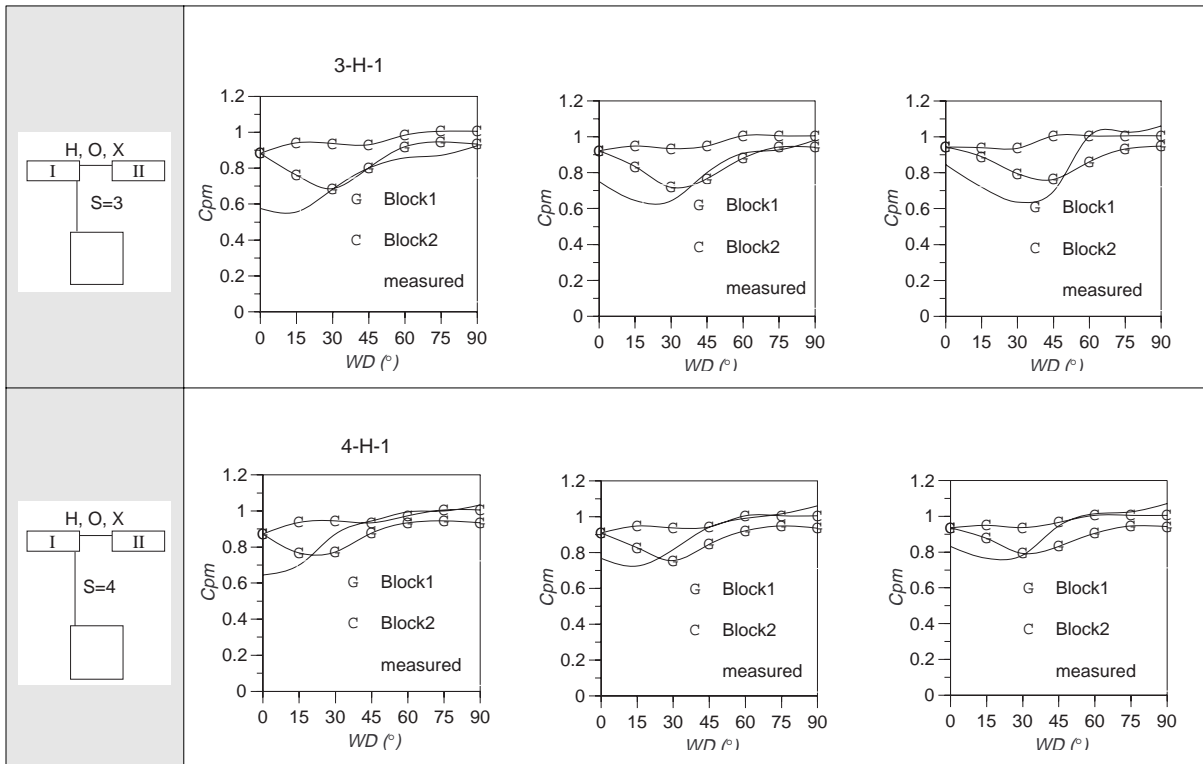 H, O, X
I II
S=3
3-H-1
1.2
1
0.8
0.6
0.4
0.2
0
Cpm
G Block1
C Block2
measured
0 15 30 45 60 75 90
WD (°)
1.2
1
0.8
0.6
0.4
0.2
0
Cpm
G Block1
C Block2
measured
0 15 30 45 60 75 90
WD (°)
1.2
1
0.8
0.6
0.4
0.2
0
Cpm
G Block1
C Block2
measured
0 15 30 45 60 75 90
WD (°)
H, O, X
I II
S=4
4-H-1
1.2
1
0.8
0.6
0.4
0.2
0
Cpm
G Block1
C Block2
measured
0 15 30 45 60 75 90
WD (°)
1.2
1
0.8
0.6
0.4
0.2
0
Cpm
G Block1
C Block2
measured
0 15 30 45 60 75 90
WD (°)
1.2
1
0.8
0.6
0.4
0.2
0
Cpm
G Block1
C Block2
measured
0 15 30 45 60 75 90
WD (°)